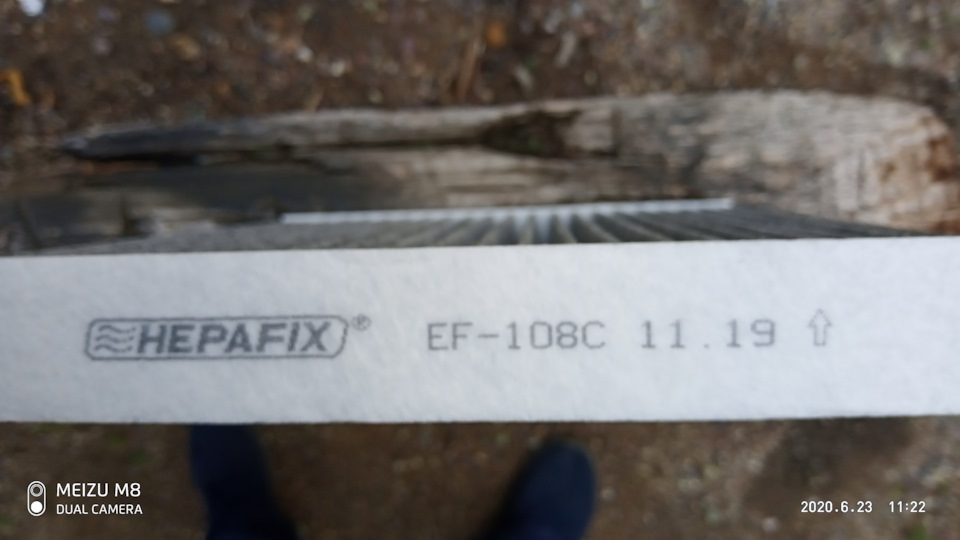 HEPAFIX® EF-108C 11.19 ⇧
MEIZU M8
DUAL CAMERA
2020.6.23 11:22